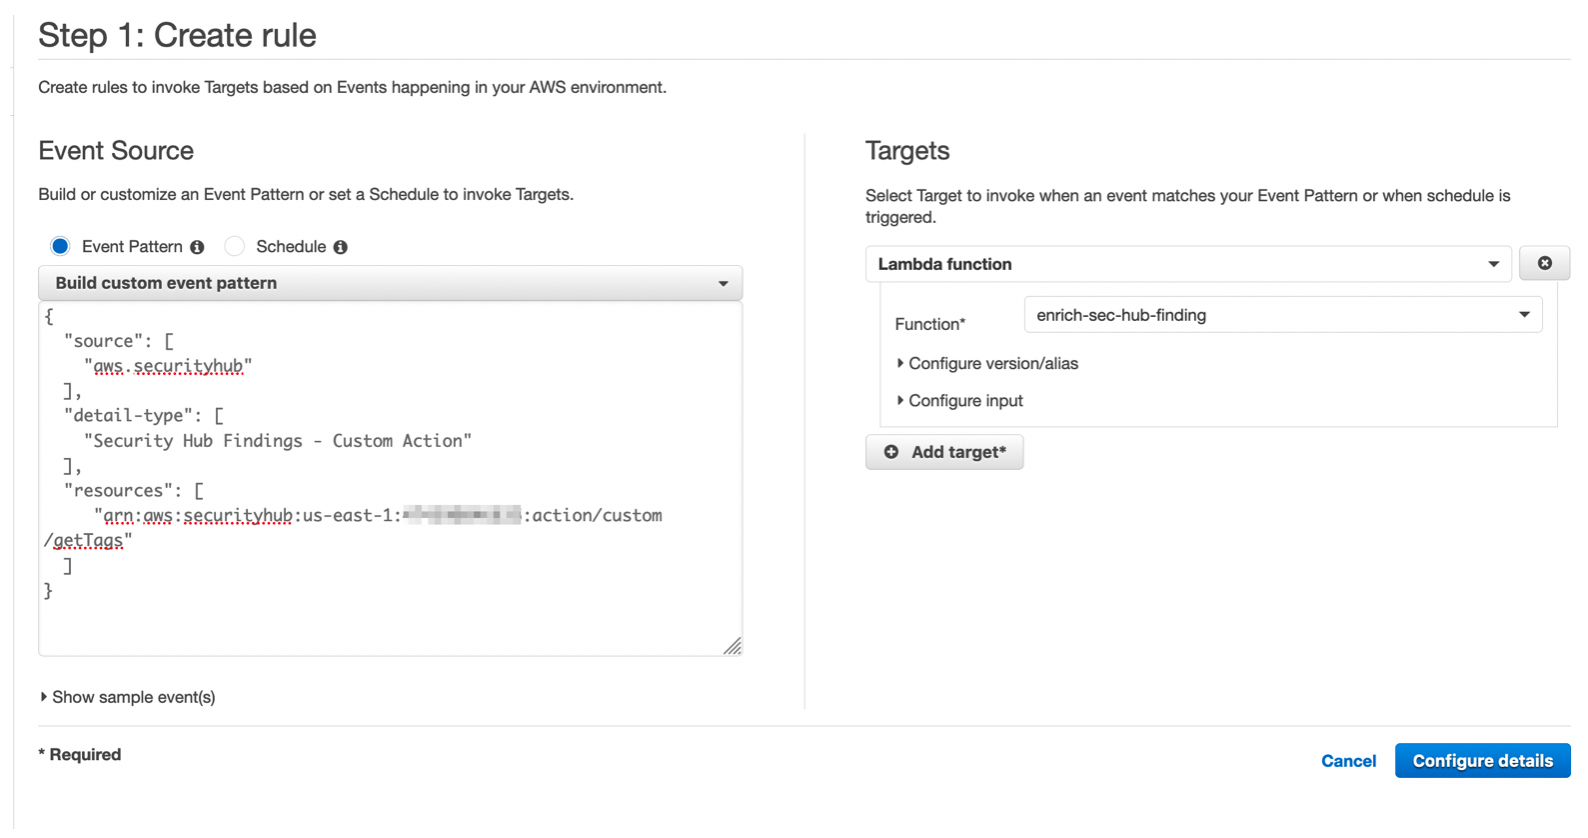 Step 1: Create rule
Create rules to invoke Targets based on Events happening in your AWS environment.
Event Source
Build or customize an Event Pattern or set a Schedule to invoke Targets.
Event Pattern Schedule
Build custom event pattern
{
"source": [
"aws.securityhub"
],
"detail-type": [
"Security Hub Findings - Custom Action"
],
"resources": [
"arn:aws:securityhub:us-east-1: :action/custom
/getTags"
]
}
Show sample event(s)
Targets
Select Target to invoke when an event matches your Event Pattern or when schedule is
triggered.
Lambda function
Function* enrich-sec-hub-finding
Configure version/alias
Configure input
Add target*
* Required
Cancel Configure details